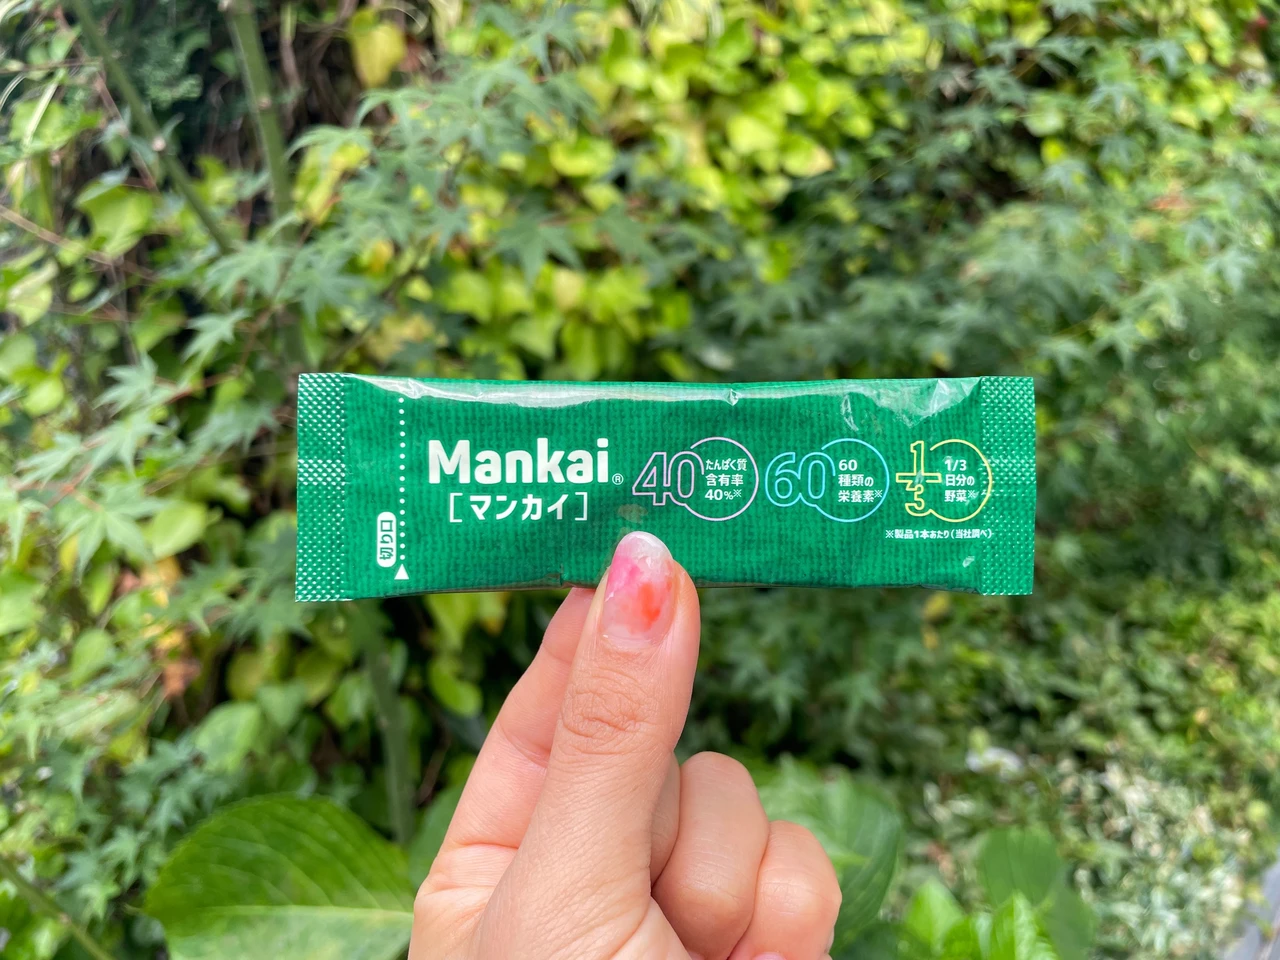 切り口
Mankai®
[マンカイ]
40
たんぱく質
含有率
40%※
60
60
種類の
栄養素※
1/3
1/3
日分の
野菜※
※製品1本あたり(当社調べ)